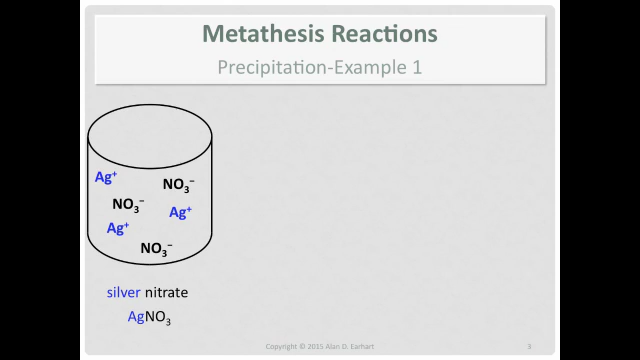 Metathesis Reactions
Precipitation-Example 1
Ag⁺
NO₃⁻
NO₃⁻
Ag⁺
Ag⁺
NO₃⁻
silver nitrate
AgNO₃
Copyright © 2015 Alan D. Earhart
3